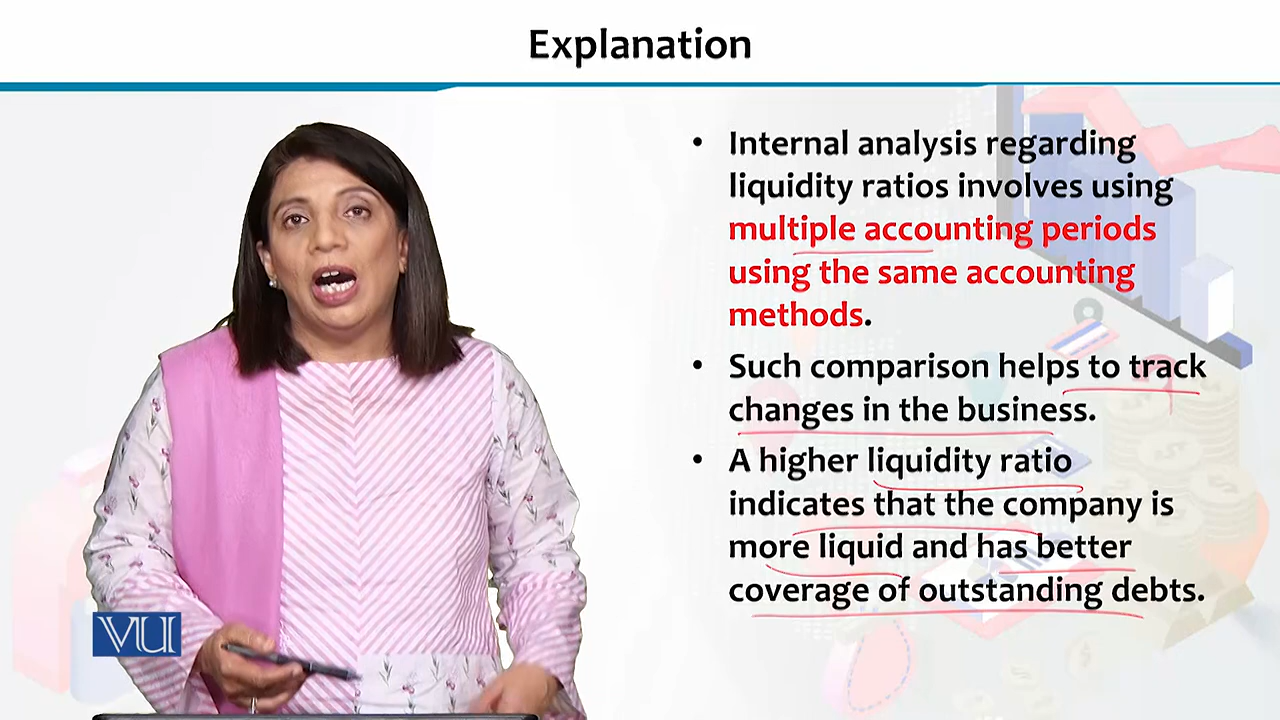 Explanation
• Internal analysis regarding
liquidity ratios involves using
multiple accounting periods
using the same accounting
methods.
• Such comparison helps to track
changes in the business.
• A higher liquidity ratio
indicates that the company is
more liquid and has better
coverage of outstanding debts.
VU